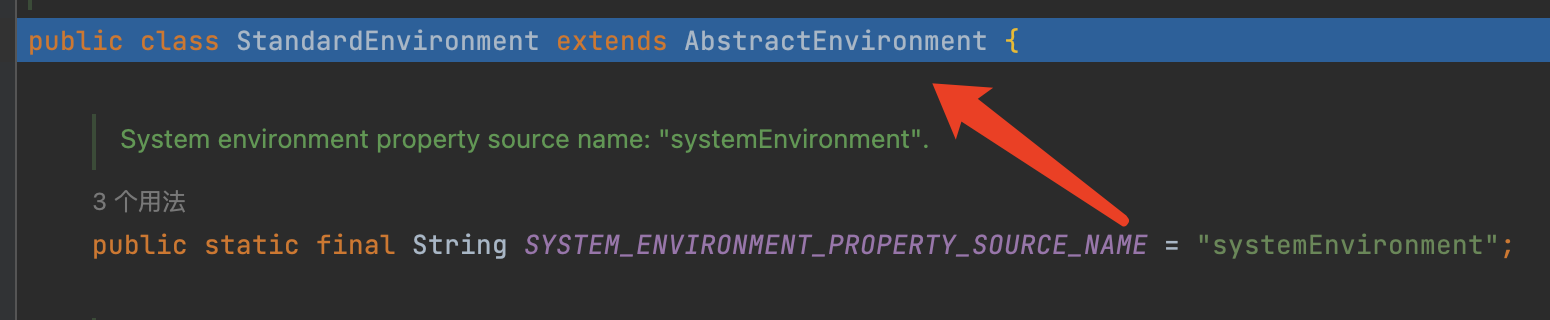 public class StandardEnvironment extends AbstractEnvironment {
System environment property source name: "systemEnvironment".
3 个用法
public static final String SYSTEM_ENVIRONMENT_PROPERTY_SOURCE_NAME = "systemEnvironment";